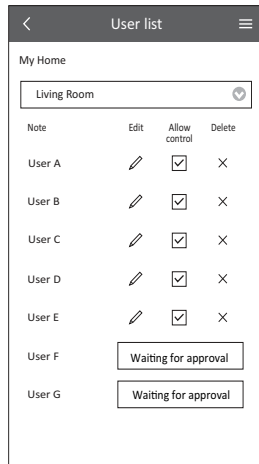 User list
My Home
Living Room
Note Edit Allow control Delete
User A
User B
User C
User D
User E
User F Waiting for approval
User G Waiting for approval